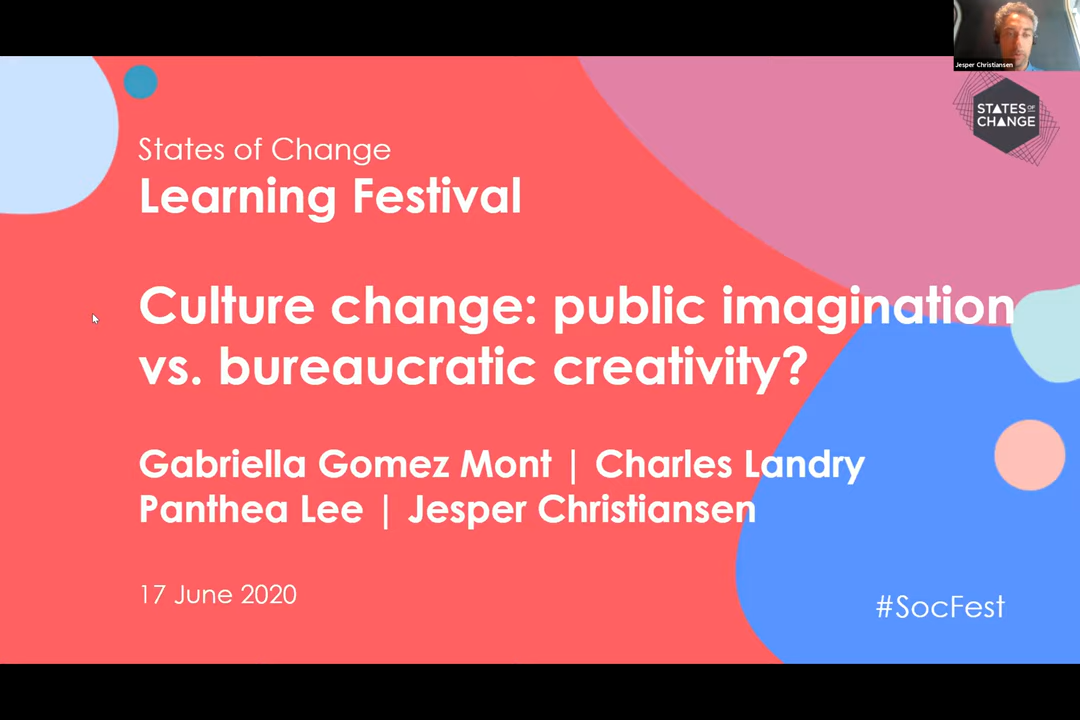 Jesper Christiansen
STATES OF
CHANGE
States of Change
Learning Festival
Culture change: public imagination
vs. bureaucratic creativity?
Gabriella Gomez Mont | Charles Landry
Panthea Lee | Jesper Christiansen
17 June 2020
#SocFest